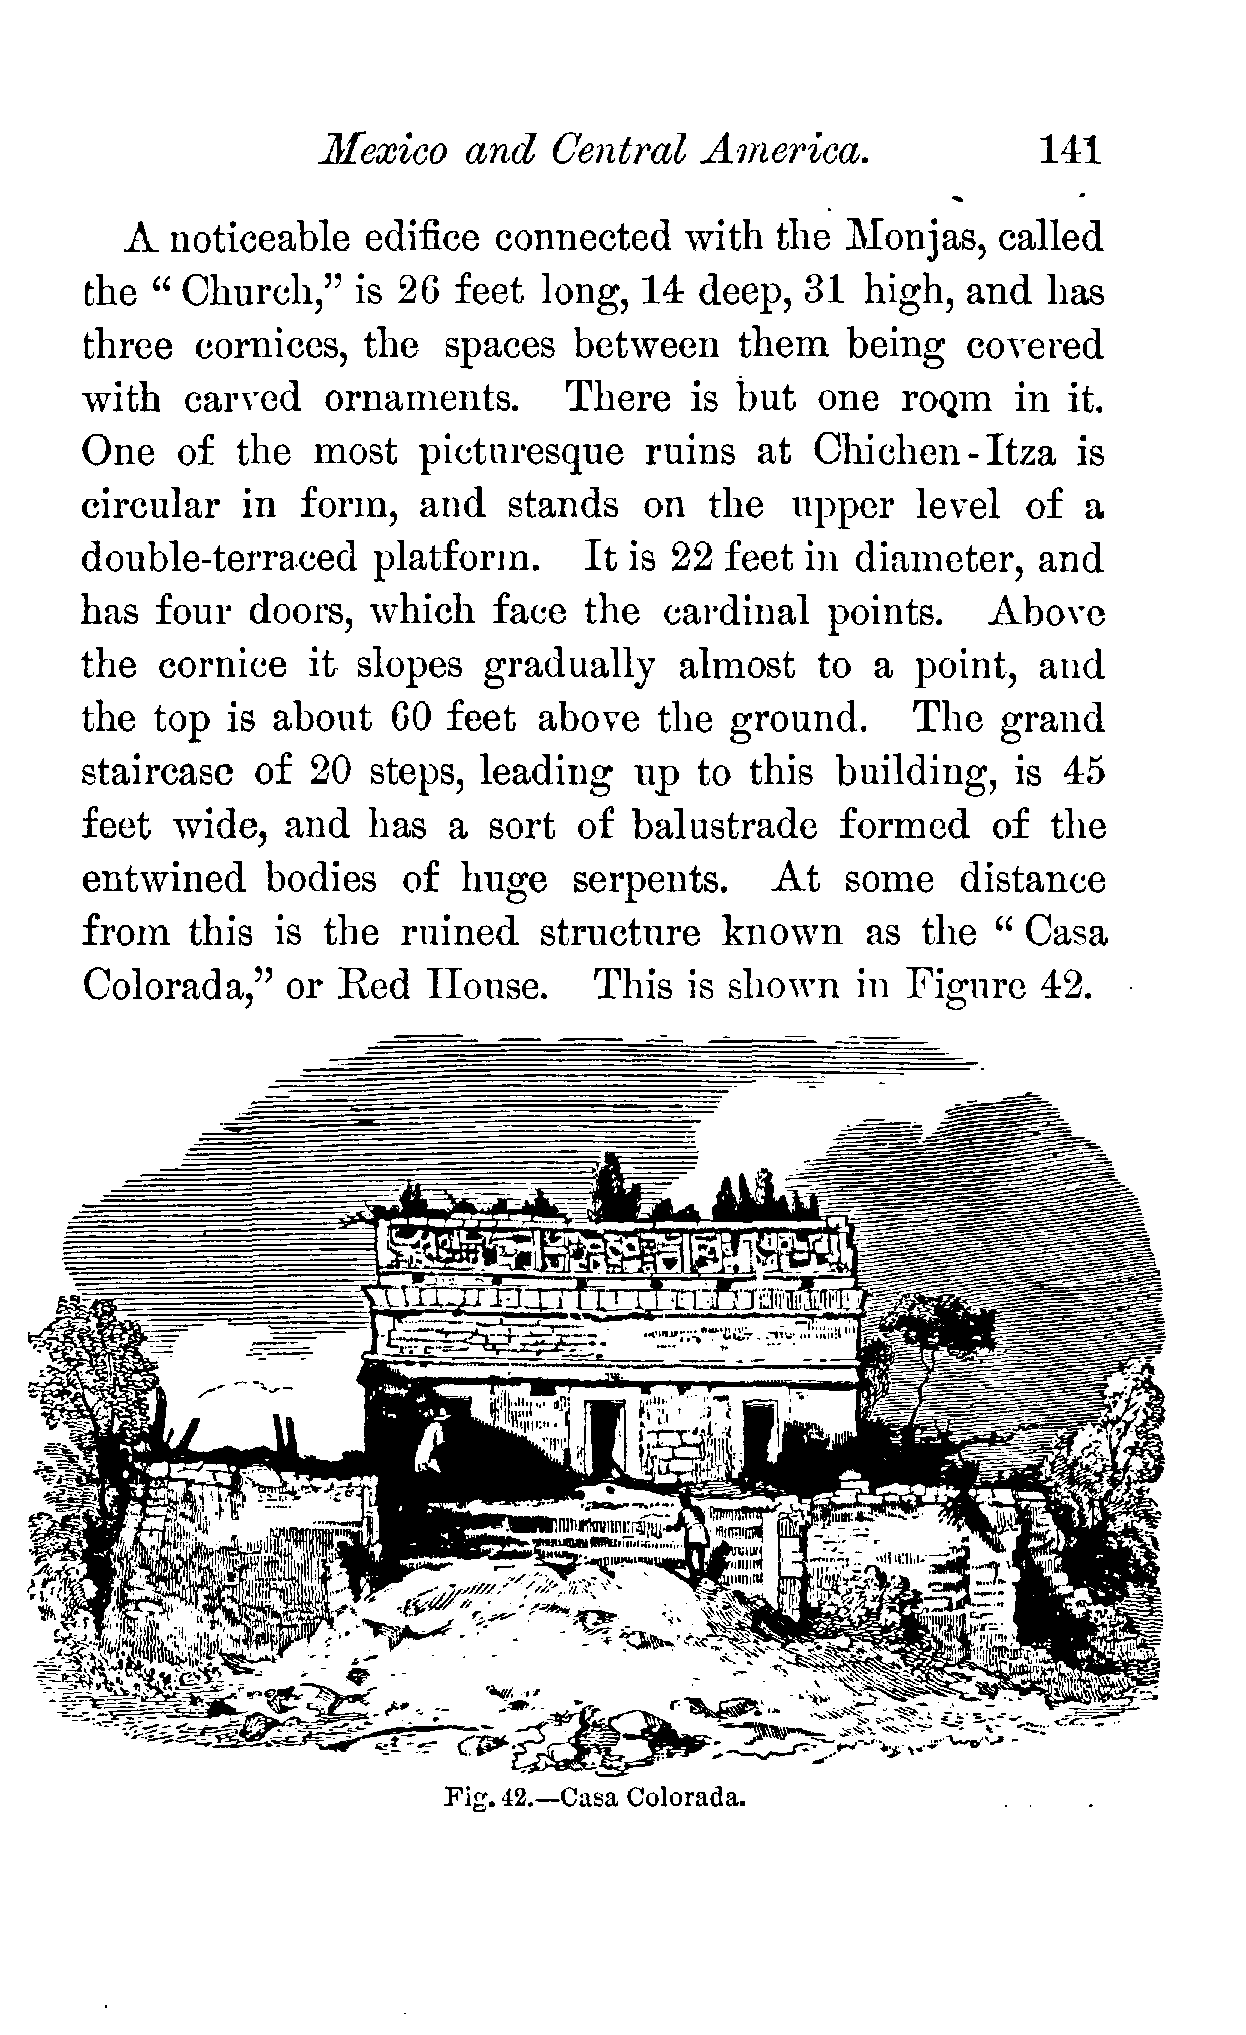 Mexico and Central America. 141
A noticeable edifice connected with the Monjas, called
the “ Church,” is 26 feet long, 14 deep, 31 high, and has
three cornices, the spaces between them being covered
with carved ornaments. There is but one room in it.
One of the most picturesque ruins at Chichen-Itza is
circular in form, and stands on the upper level of a
double-terraced platform. It is 22 feet in diameter, and
has four doors, which face the cardinal points. Above
the cornice it slopes gradually almost to a point, and
the top is about 60 feet above the ground. The grand
staircase of 20 steps, leading up to this building, is 45
feet wide, and has a sort of balustrade formed of the
entwined bodies of huge serpents. At some distance
from this is the ruined structure known as the “ Casa
Colorada,” or Red House. This is shown in Figure 42.
Fig. 42.—Casa Colorada.